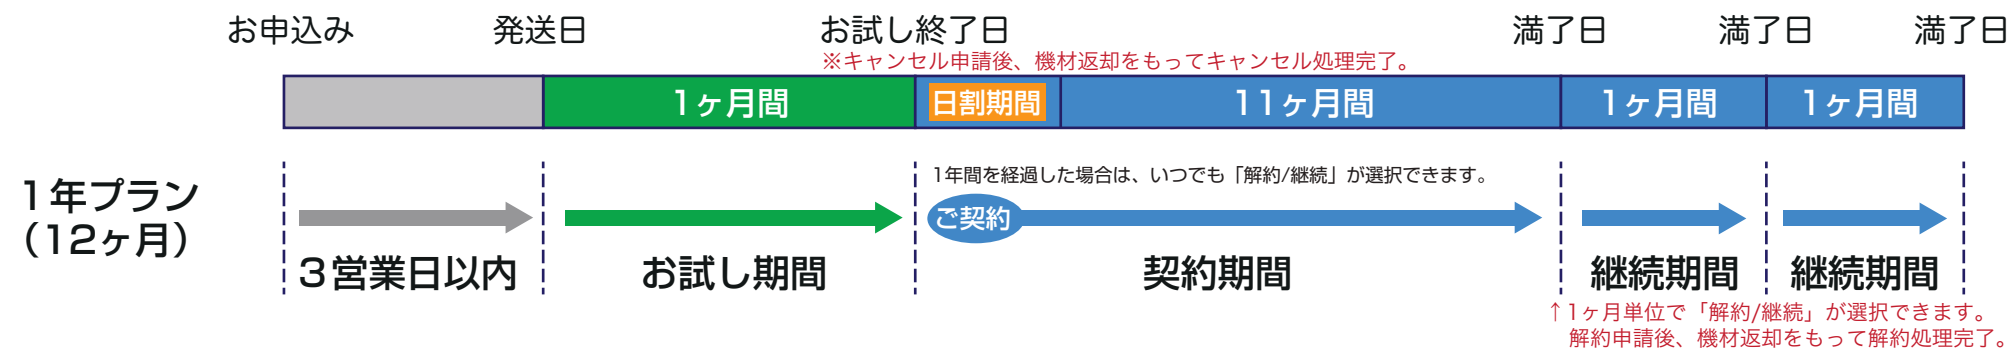 お申込み
発送日
お試し終了日
満了日
満了日
満了日
※キャンセル申請後、機材返却をもってキャンセル処理完了。
1ヶ月間
日割期間
11ヶ月間
1ヶ月間
1ヶ月間
1年プラン
（12ヶ月）
1年間を経過した場合は、いつでも「解約/継続」が選択できます。
ご契約
3営業日以内
お試し期間
契約期間
継続期間
継続期間
↑1ヶ月単位で「解約/継続」が選択できます。
解約申請後、機材返却をもって解約処理完了。